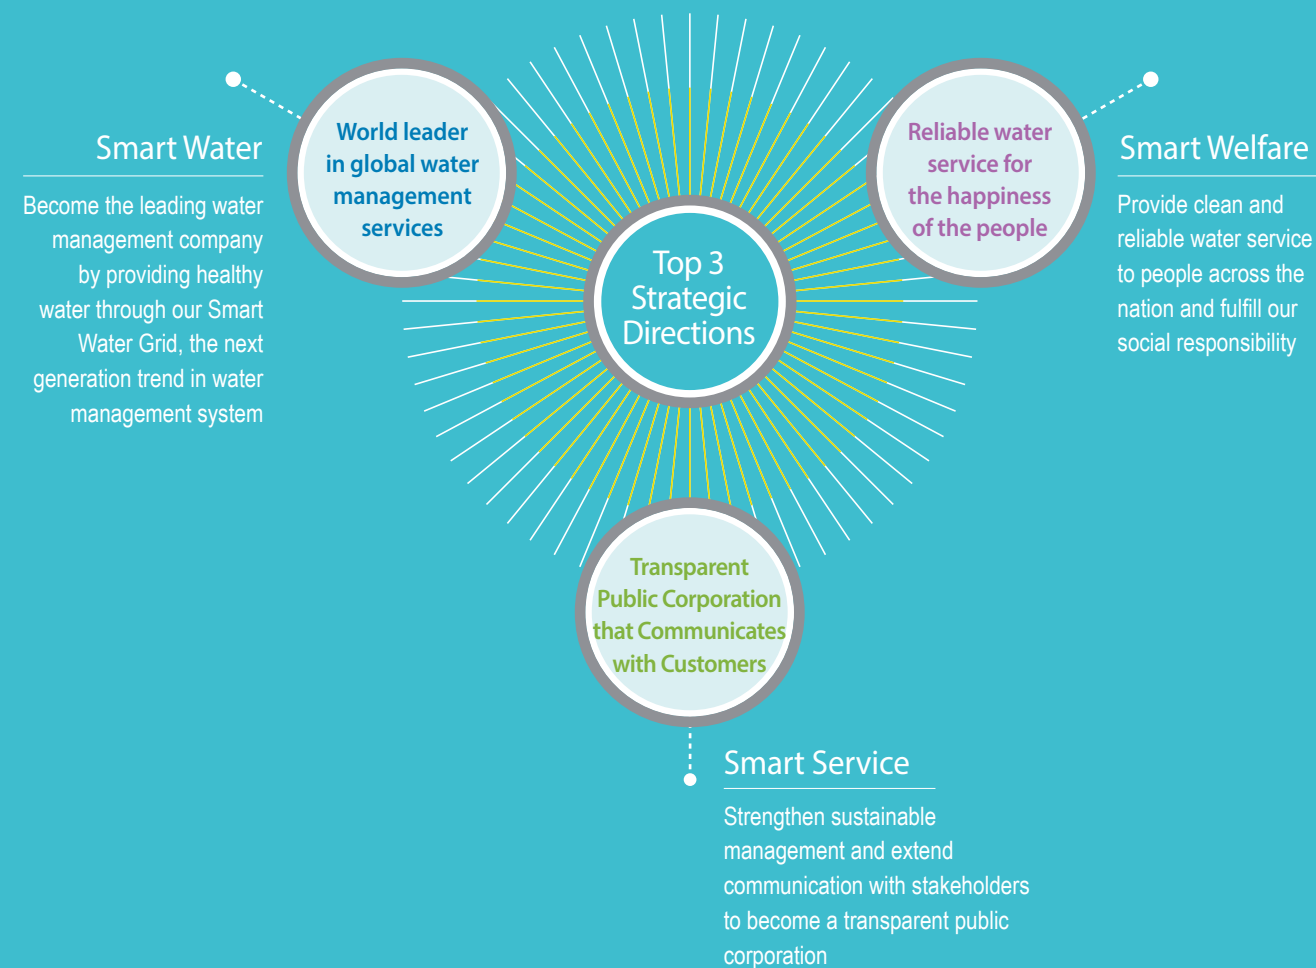 Smart Water
Become the leading water
management company
by providing healthy
water through our Smart
Water Grid, the next
generation trend in water
management system
World leader
in global water
management
services
Top 3
Strategic
Directions
Reliable water
service for
the happiness
of the people
Smart Welfare
Provide clean and
reliable water service
to people across the
nation and fulfill our
social responsibility
Transparent
Public Corporation
that Communicates
with Customers
Smart Service
Strengthen sustainable
management and extend
communication with stakeholders
to become a transparent public
corporation